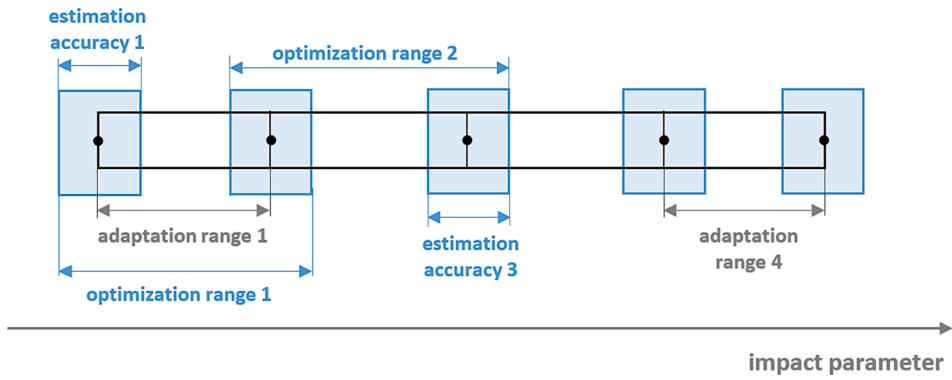 estimation
accuracy 1
optimization range 2
adaptation range 1
estimation
accuracy 3
adaptation
range 4
optimization range 1
impact parameter